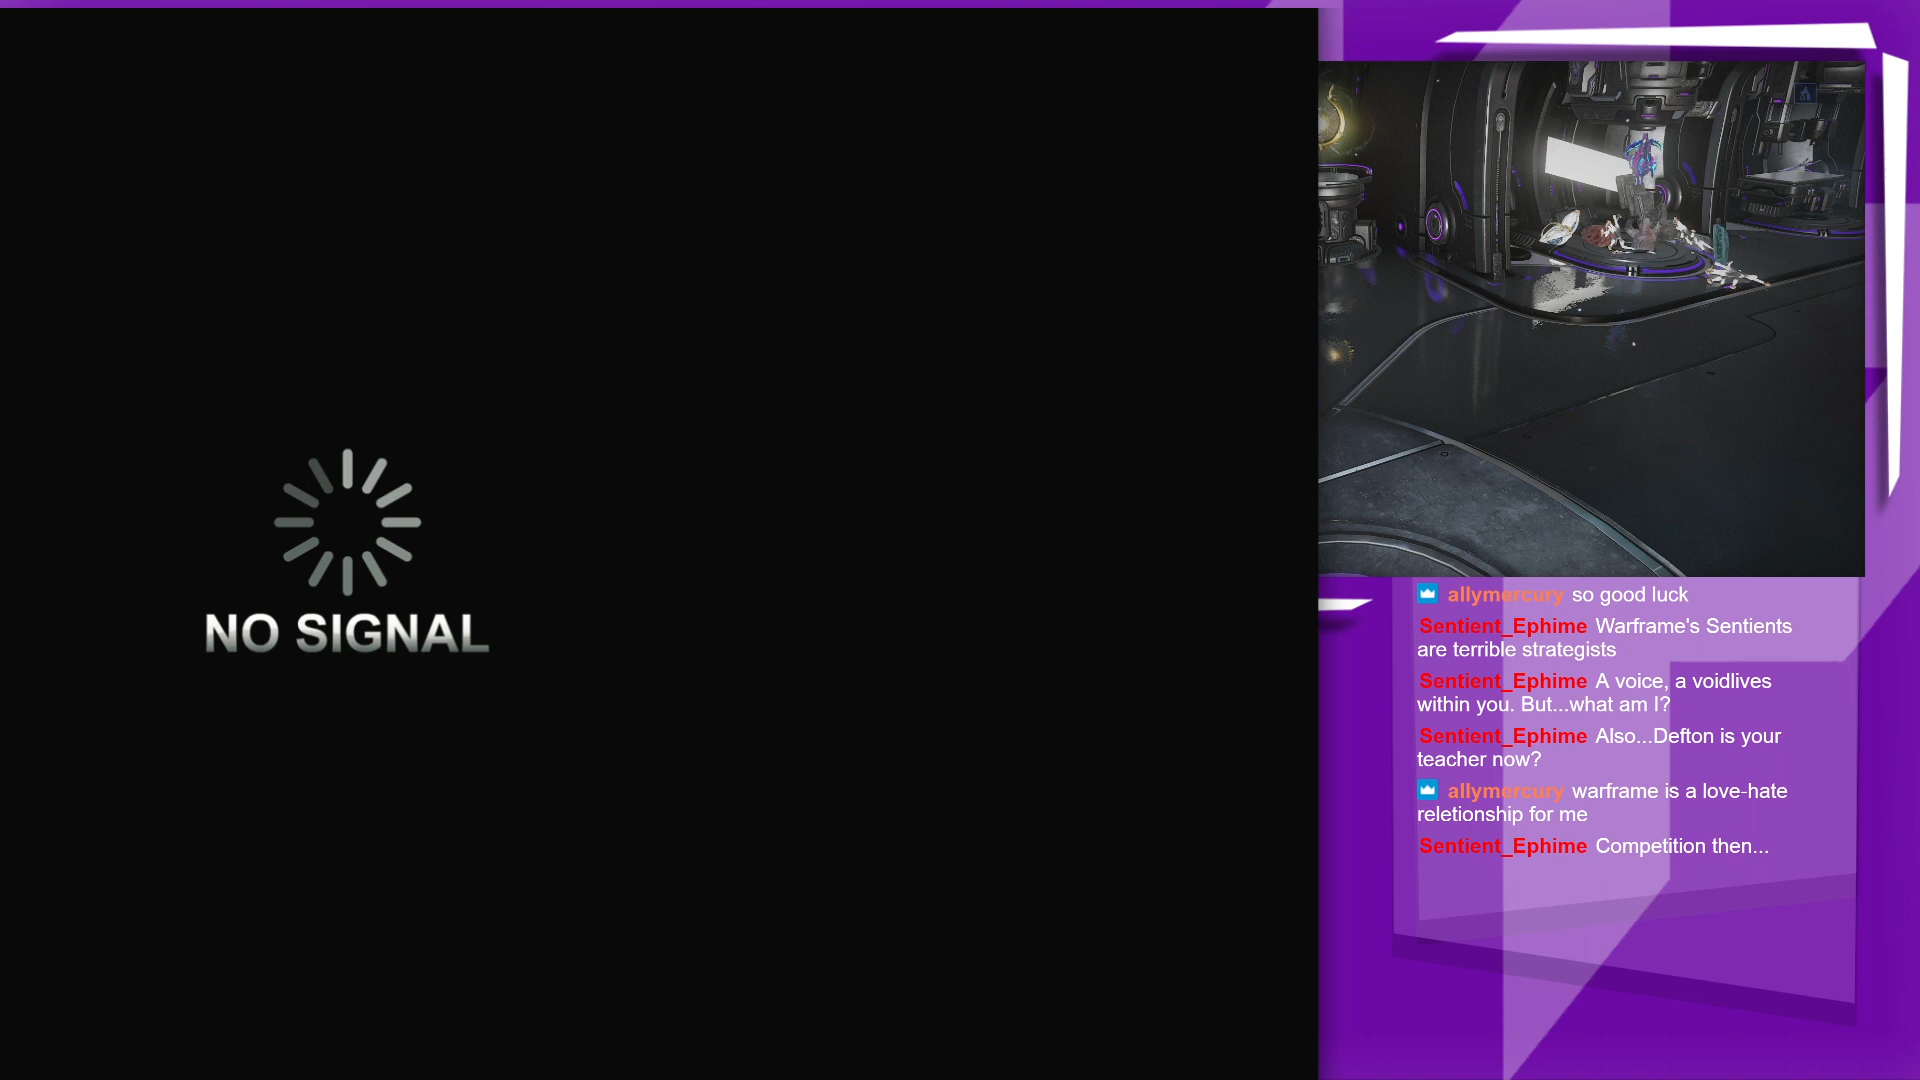 NO SIGNAL
allymercury so good luck
Sentient_Ephime Warframe's Sentients
are terrible strategists
Sentient_Ephime A voice, a voidlives
within you. But...what am I?
Sentient_Ephime Also...Defton is your
teacher now?
allymercury warframe is a love-hate
reletionship for me
Sentient_Ephime Competition then...